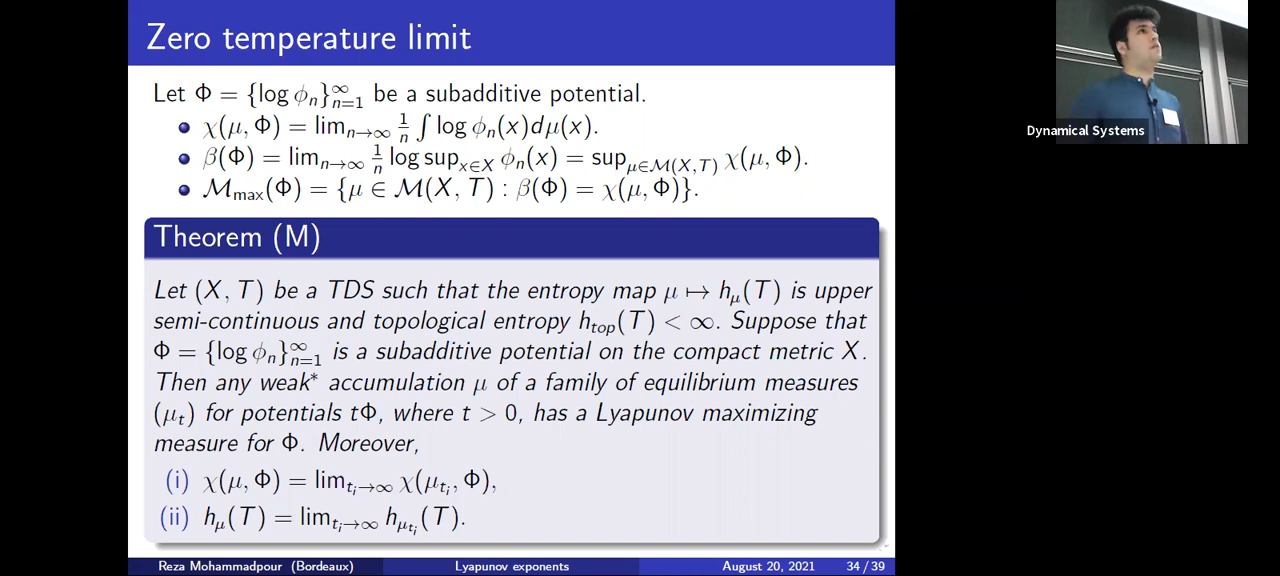 Zero temperature limit
Let Φ = {log ϕ_n}_{n=1}^∞ be a subadditive potential.
χ(μ, Φ) = lim_{n→∞} 1/n ∫ log ϕ_n(x)dμ(x).
β(Φ) = lim_{n→∞} 1/n log sup_{x∈X} ϕ_n(x) = sup_{μ∈M(X,T)} χ(μ, Φ).
M_max(Φ) = {μ ∈ M(X, T) : β(Φ) = χ(μ, Φ)}.
Theorem (M)
Let (X, T) be a TDS such that the entropy map μ ↦ h_μ(T) is upper
semi-continuous and topological entropy h_top(T) < ∞. Suppose that
Φ = {log ϕ_n}_{n=1}^∞ is a subadditive potential on the compact metric X.
Then any weak* accumulation μ of a family of equilibrium measures
(μ_t) for potentials tΦ, where t > 0, has a Lyapunov maximizing
measure for Φ. Moreover,
(i) χ(μ, Φ) = lim_{t_i→∞} χ(μ_{t_i}, Φ),
(ii) h_μ(T) = lim_{t_i→∞} h_{μ_{t_i}}(T).
Reza Mohammadpour (Bordeaux) Lyapunov exponents August 20, 2021 34 / 39
Dynamical Systems